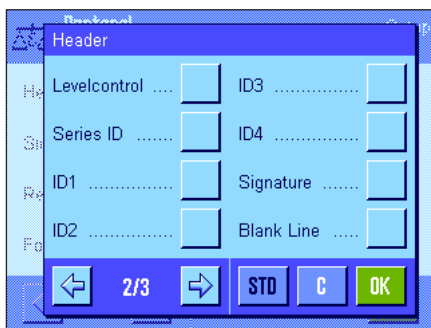 Header
Levelcontrol ....
Series ID .......
ID1 ...............
ID2 ...............
ID3 ...............
ID4 ...............
Signature .......
Blank Line .....
2/3
STD
C
OK